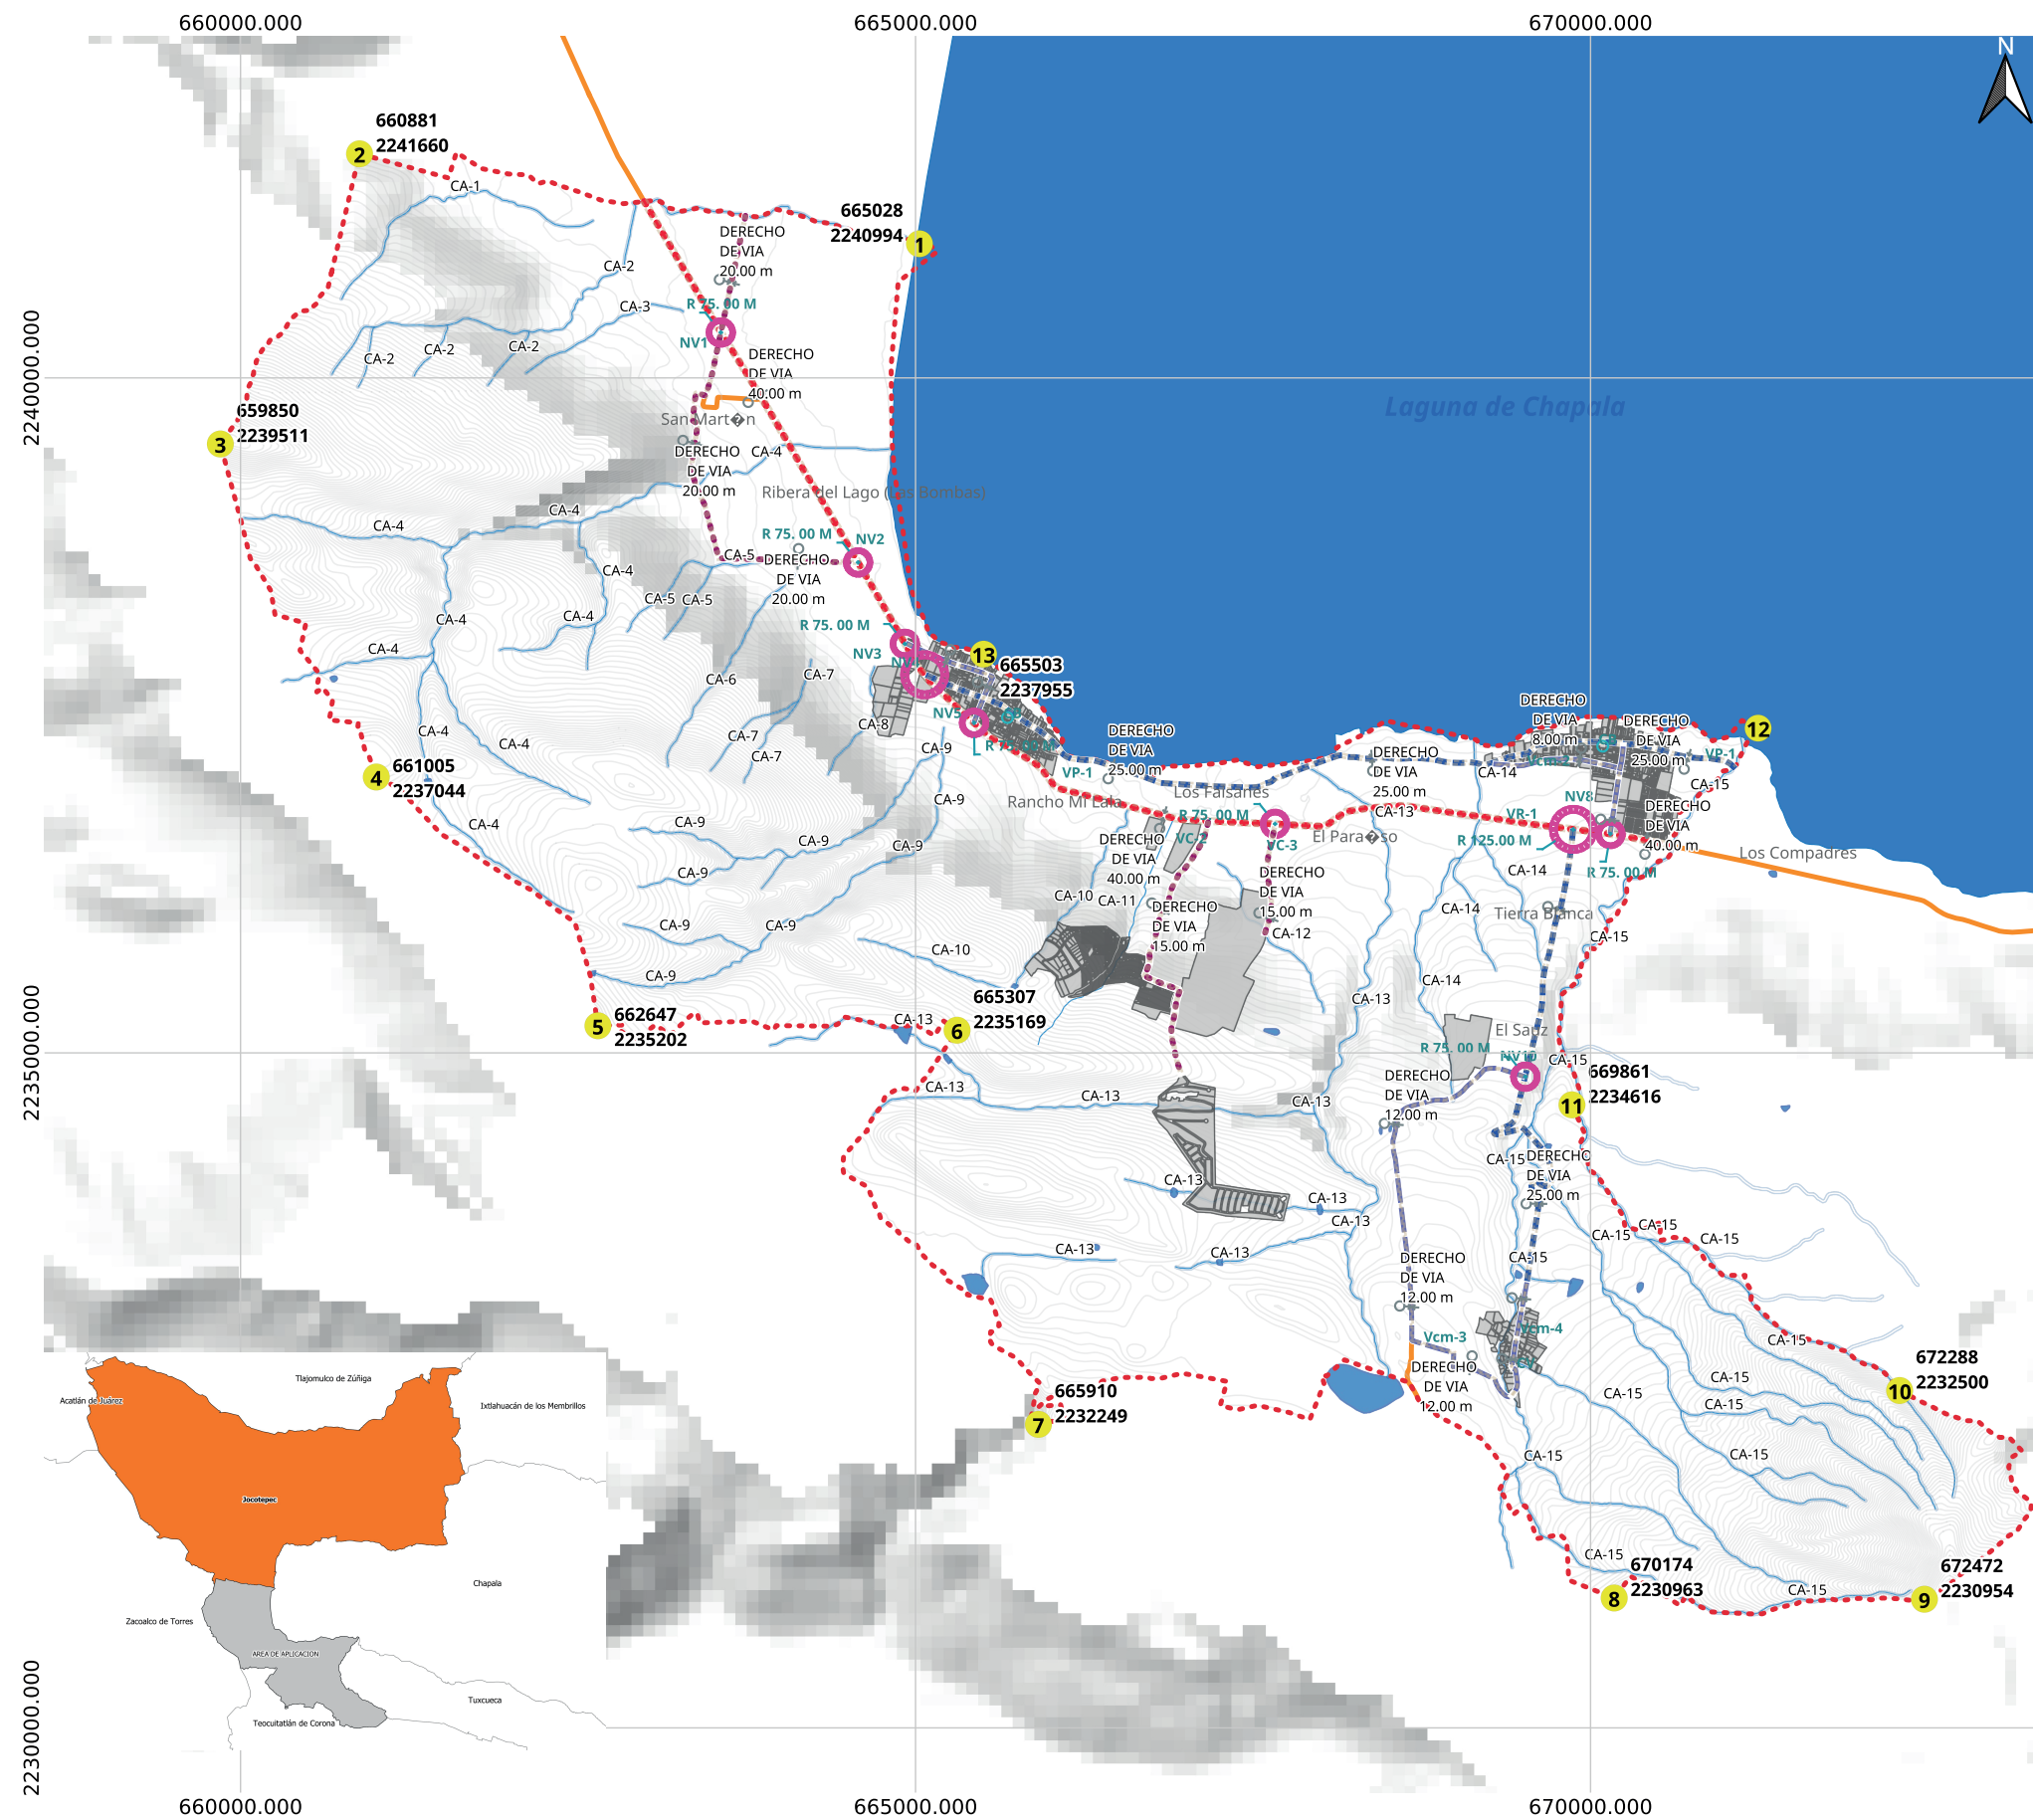 660000.000
665000.000
670000.000
N
2240000.000
2235000.000
2230000.000
660881
2241660
2
CA-1
665028
2240994
1
DERECHO
DE VIA
20.00 m
CA-2
CA-3
R 75. 00 M
NV1
CA-2
CA-2
CA-2
DERECHO
DE VIA
40.00 m
Laguna de Chapala
659850
2239511
3
San Mart�n
DERECHO
DE VIA
20.00 m
CA-4
Ribera del Lago (Las Bombas)
CA-4
CA-4
R 75. 00 M
NV2
CA-5
DERECHO
DE VIA
20.00 m
CA-4
CA-5
CA-5
CA-4
CA-4
R 75. 00 M
CA-4
NV3
13
665503
2237955
CA-6
CA-7
NV5
CA-8
CA-7
CA-7
CA-9
CA-4
CA-4
4
661005
2237044
CA-4
DERECHO
DE VIA
25.00 m
VP-1
Rancho Mi Lala
CA-9
Los Faisanes
R 75. 00 M
VC-2
VC-3
DERECHO
DE VIA
25.00 m
CA-13
El Para�so
DERECHO
DE VIA
8.00 m
Vcm-2
CA-14
DERECHO
DE VIA
25.00 m
VP-1
12
CA-15
NV8
VR-1
R 125.00 M
DERECHO
DE VIA
40.00 m
R 75. 00 M
Los Compadres
CA-9
CA-9
CA-9
CA-9
CA-9
CA-9
CA-9
DERECHO
DE VIA
40.00 m
CA-10
CA-11
DERECHO
DE VIA
15.00 m
DERECHO
DE VIA
15.00 m
CA-12
CA-14
CA-14
Tierra Blanca
CA-15
CA-10
CA-14
CA-13
5
662647
2235202
CA-13
6
665307
2235169
El Sauz
R 75. 00 M
NV10
CA-15
669861
2234616
11
DERECHO
DE VIA
12.00 m
CA-13
CA-13
CA-13
CA-15
DERECHO
DE VIA
25.00 m
CA-13
CA-13
CA-13
CA-13
CA-13
CA-15
CA-15
CA-15
CA-15
DERECHO
DE VIA
12.00 m
Vcm-3
Vcm-4
DERECHO
DE VIA
12.00 m
CA-15
672288
2232500
10
CA-15
CA-15
CA-15
CA-15
CA-15
665910
2232249
7
CA-15
670174
2230963
8
CA-15
672472
2230954
9
Tlajomulco de Zúñiga
Acatlán de Juárez
Ixtlahuacán de los Membrillos
Jocotepec
Chapala
Zacoalco de Torres
AREA DE APLICACION
Tuxcueca
Teocuitatlán de Corona
660000.000
665000.000
670000.000